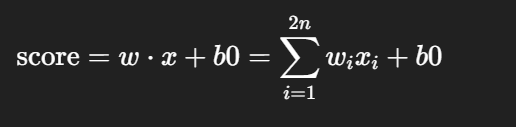 score = w · x + b0 = ∑_{i=1}^{2n} w_i x_i + b0